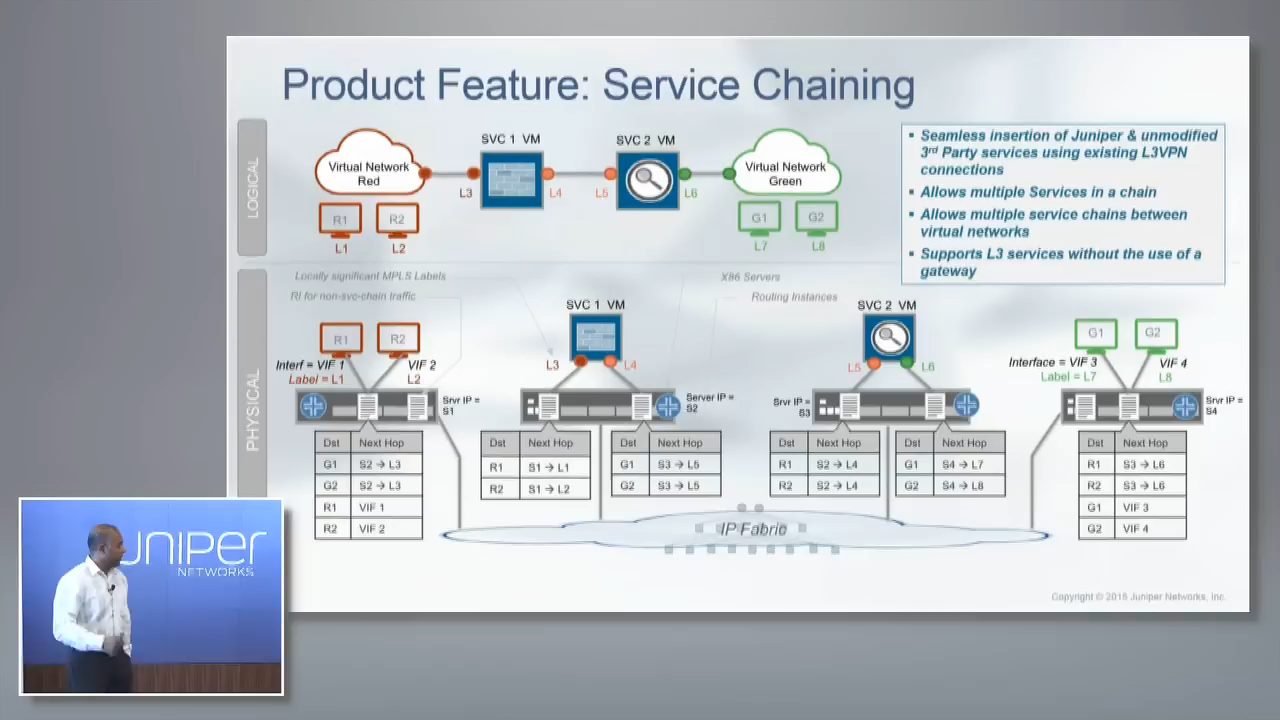 Product Feature: Service Chaining
LOGICAL
Virtual Network
Red
SVC 1 VM
SVC 2 VM
Virtual Network
Green
L3
L4
L5
L6
R1
R2
L1
L2
G1
G2
L7
L8
▪ Seamless insertion of Juniper & unmodified
3rd Party services using existing L3VPN
connections
▪ Allows multiple Services in a chain
▪ Allows multiple service chains between
virtual networks
▪ Supports L3 services without the use of a
gateway
PHYSICAL
Locally significant MPLS Labels
RI for non-svc-chain traffic
X86 Servers
Routing Instances
SVC 1 VM
SVC 2 VM
R1
R2
G1
G2
Interf = VIF 1
Label = L1
VIF 2
L2
L3
L4
L5
L6
Interface = VIF 3
Label = L7
VIF 4
L8
Srvr IP =
S1
Server IP =
S2
Srvr IP =
S3
Srvr IP =
S4
Dst Next Hop
G1 S2 → L3
G2 S2 → L3
R1 VIF 1
R2 VIF 2
Dst Next Hop
R1 S1 → L1
R2 S1 → L2
Dst Next Hop
G1 S3 → L5
G2 S3 → L5
Dst Next Hop
R1 S2 → L4
R2 S2 → L4
Dst Next Hop
G1 S4 → L7
G2 S4 → L8
Dst Next Hop
R1 S3 → L6
R2 S3 → L6
G1 VIF 3
G2 VIF 4
IP Fabric
Copyright © 2015 Juniper Networks, Inc.
Juniper
NETWORKS